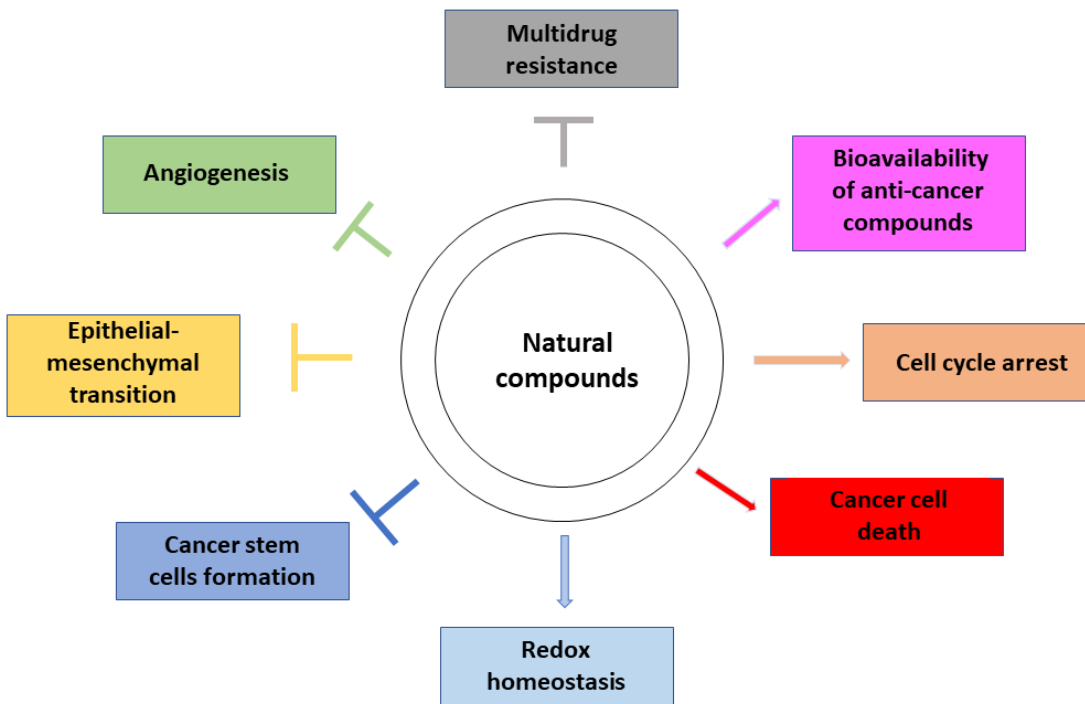 Multidrug
resistance
Angiogenesis
Bioavailability
of anti-cancer
compounds
Epithelial-
mesenchymal
transition
Natural
compounds
Cell cycle arrest
Cancer stem
cells formation
Cancer cell
death
Redox
homeostasis